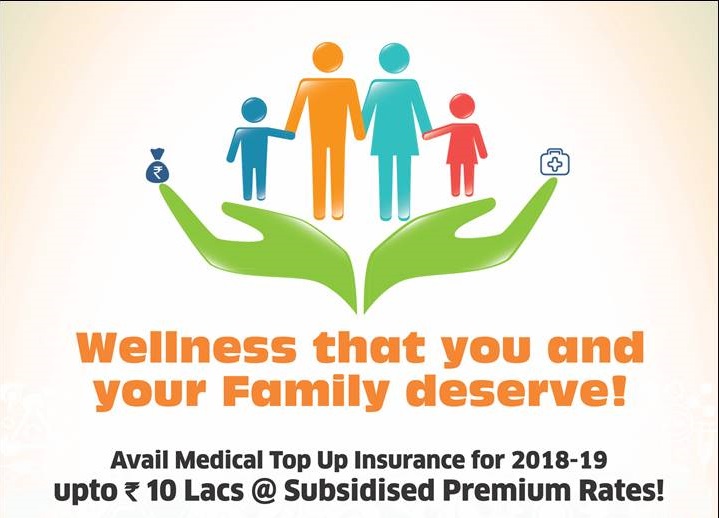 ₹
Wellness that you and
your Family deserve!
Avail Medical Top Up Insurance for 2018-19
upto ₹ 10 Lacs @ Subsidised Premium Rates!